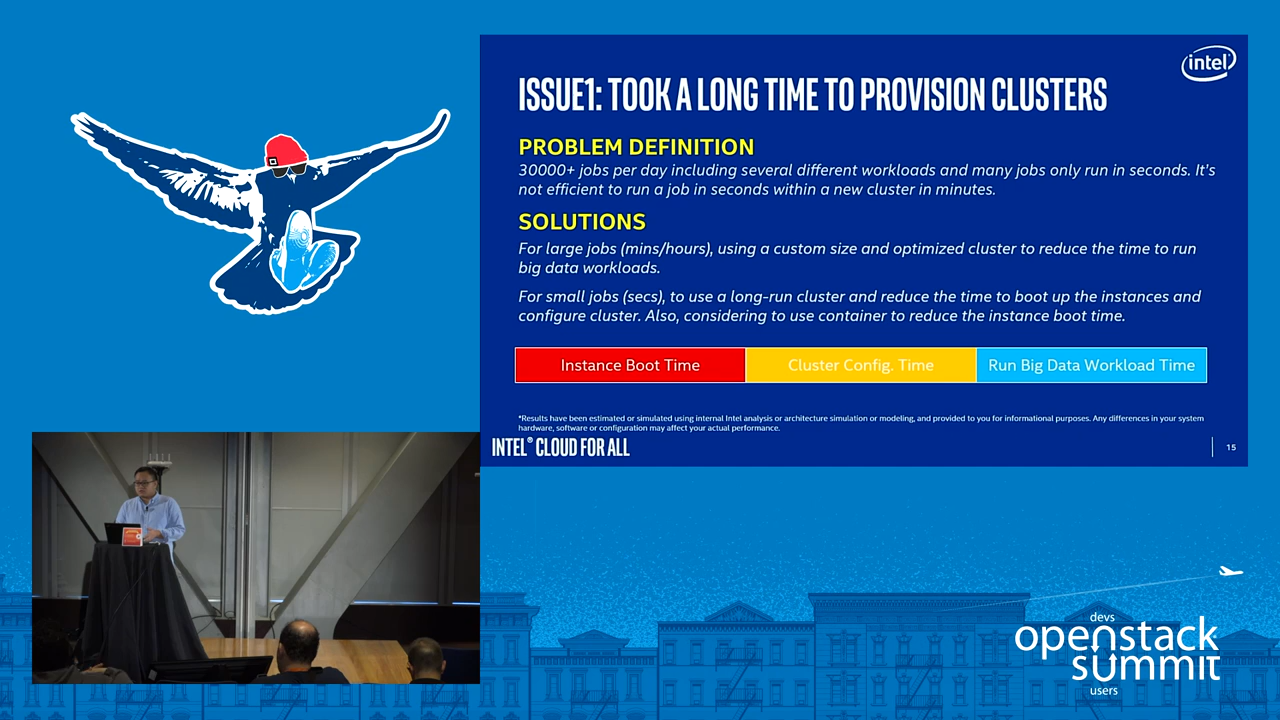 intel
ISSUE1: TOOK A LONG TIME TO PROVISION CLUSTERS
PROBLEM DEFINITION
30000+ jobs per day including several different workloads and many jobs only run in seconds. It's
not efficient to run a job in seconds within a new cluster in minutes.
SOLUTIONS
For large jobs (mins/hours), using a custom size and optimized cluster to reduce the time to run
big data workloads.
For small jobs (secs), to use a long-run cluster and reduce the time to boot up the instances and
configure cluster. Also, considering to use container to reduce the instance boot time.
Instance Boot Time
Cluster Config. Time
Run Big Data Workload Time
*Results have been estimated or simulated using internal Intel analysis or architecture simulation or modeling, and provided to you for informational purposes. Any differences in your system
hardware, software or configuration may affect your actual performance.
INTEL® CLOUD FOR ALL
15
devs
openstack
summit
users